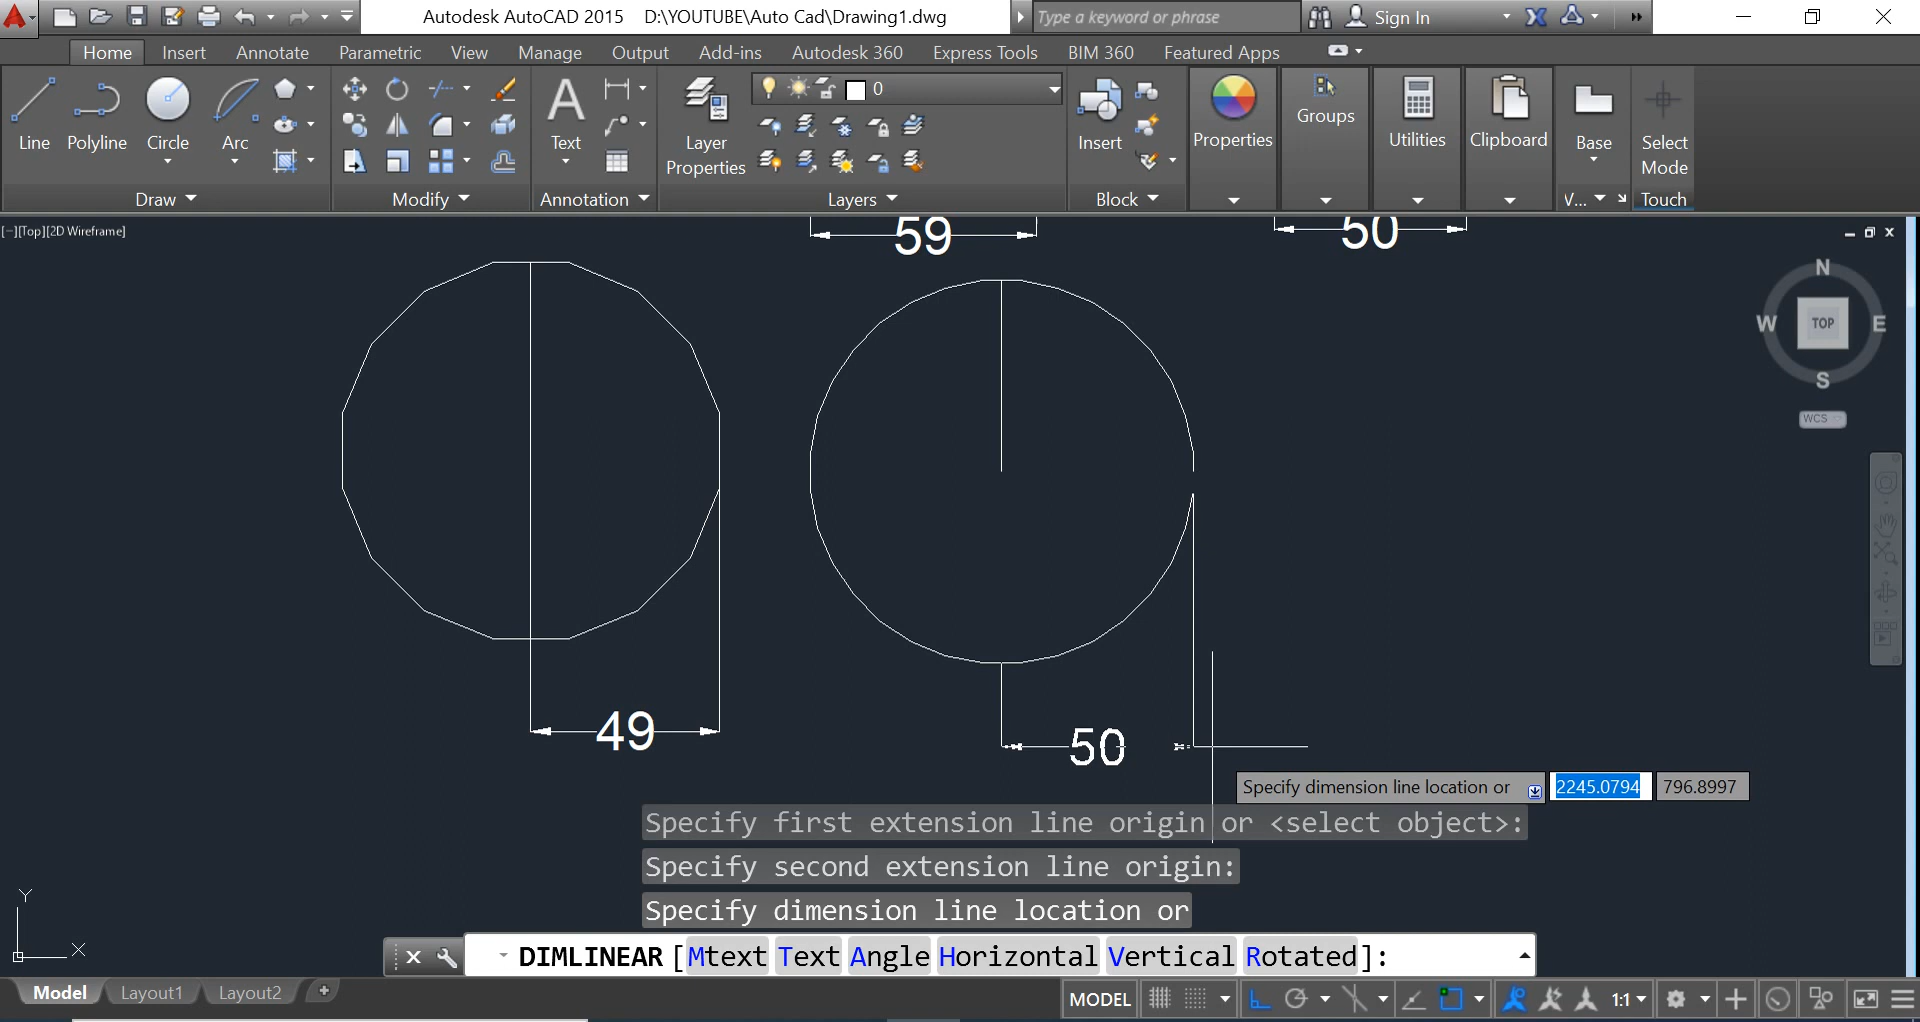 Autodesk AutoCAD 2015 D:\YOUTUBE\Auto Cad\Drawing1.dwg
Type a keyword or phrase
Sign In
Home Insert Annotate Parametric View Manage Output Add-ins Autodesk 360 Express Tools BIM 360 Featured Apps
Line Polyline Circle Arc
Text
Layer Properties
0
Insert
Properties
Groups
Utilities
Clipboard
Base
Select Mode
Draw Modify Annotation Layers Block V... Touch
[−][Top][2D Wireframe]
59
50
N
W TOP E
S
WCS
49
50
Specify dimension line location or 2245.0794 796.8997
Specify first extension line origin or <select object>:
Specify second extension line origin:
Specify dimension line location or
DIMLINEAR [Mtext Text Angle Horizontal Vertical Rotated]:
Y
X
Model Layout1 Layout2
MODEL
1:1